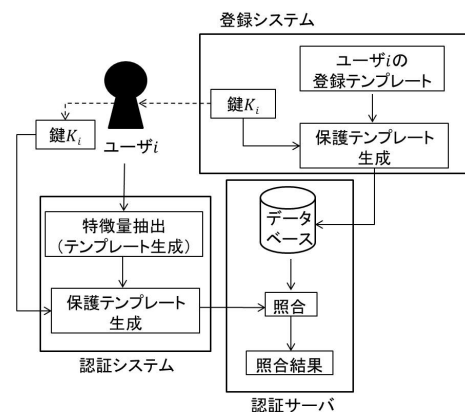 登録システム
ユーザiの
登録テンプレート
鍵K_i
保護テンプレート
生成
鍵K_i
ユーザi
データ
ベース
特徴量抽出
(テンプレート生成)
保護テンプレート
生成
照合
照合結果
認証システム
認証サーバ